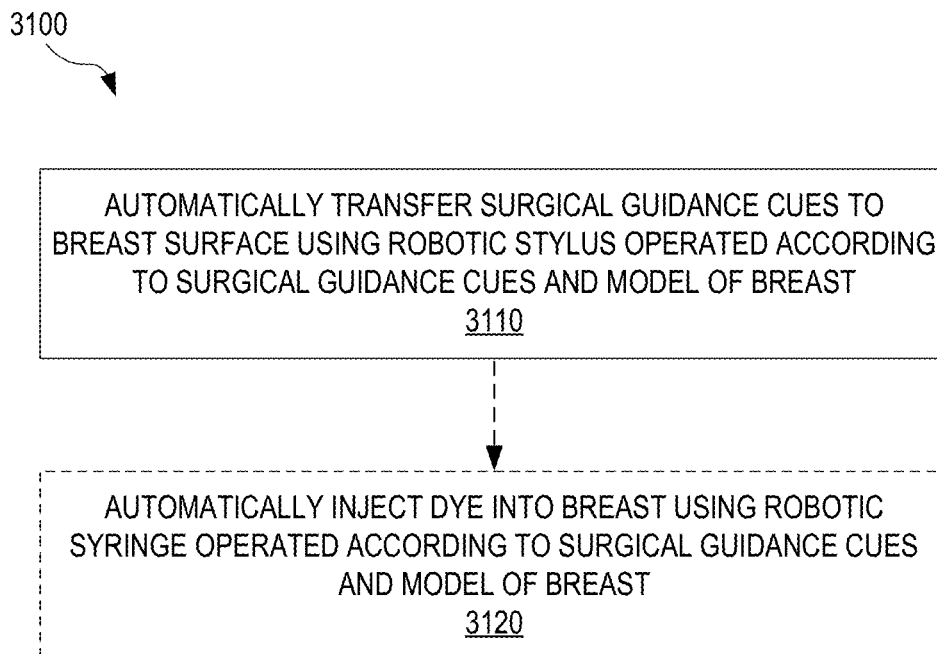 3100
AUTOMATICALLY TRANSFER SURGICAL GUIDANCE CUES TO
BREAST SURFACE USING ROBOTIC STYLUS OPERATED ACCORDING
TO SURGICAL GUIDANCE CUES AND MODEL OF BREAST
3110
AUTOMATICALLY INJECT DYE INTO BREAST USING ROBOTIC
SYRINGE OPERATED ACCORDING TO SURGICAL GUIDANCE CUES
AND MODEL OF BREAST
3120